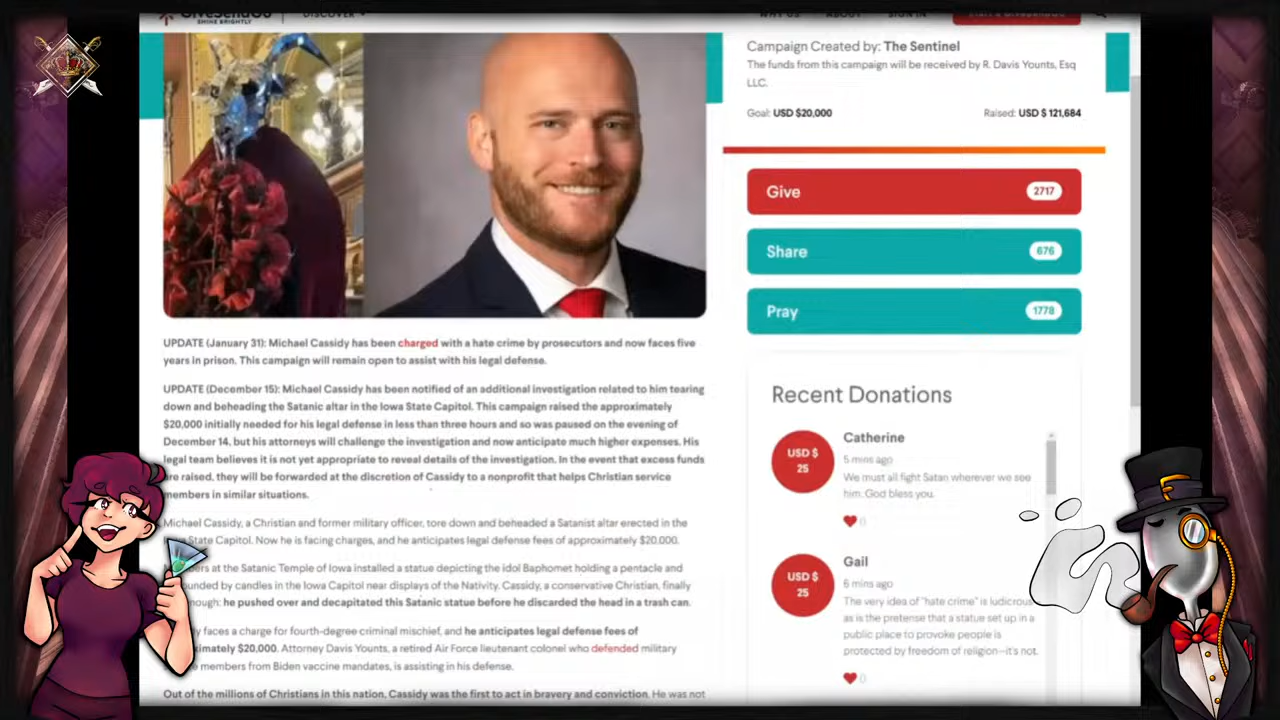 GiveSendGo
SHINE BRIGHTLY
DISCOVER
WHY US
ABOUT
SIGN IN
Campaign Created by: The Sentinel
The funds from this campaign will be received by R. Davis Younts, Esq
LLC.
Goal: USD $20,000
Raised: USD $ 121,684
Give
2717
Share
676
Pray
1778
UPDATE (January 31): Michael Cassidy has been charged with a hate crime by prosecutors and now faces five
years in prison. This campaign will remain open to assist with his legal defense.
UPDATE (December 15): Michael Cassidy has been notified of an additional investigation related to him tearing
down and beheading the Satanic altar in the Iowa State Capitol. This campaign raised the approximately
$20,000 initially needed for his legal defense in less than three hours and so was paused on the evening of
December 14, but his attorneys will challenge the investigation and now anticipate much higher expenses. His
legal team believes it is not yet appropriate to reveal details of the investigation. In the event that excess funds
are raised, they will be forwarded at the discretion of Cassidy to a nonprofit that helps Christian service
members in similar situations.
Michael Cassidy, a Christian and former military officer, tore down and beheaded a Satanist altar erected in the
State Capitol. Now he is facing charges, and he anticipates legal defense fees of approximately $20,000.
at the Satanic Temple of Iowa installed a statue depicting the idol Baphomet holding a pentacle and
by candles in the Iowa Capitol near displays of the Nativity. Cassidy, a conservative Christian, finally
he pushed over and decapitated this Satanic statue before he discarded the head in a trash can.
faces a charge for fourth-degree criminal mischief, and he anticipates legal defense fees of
$20,000. Attorney Davis Younts, a retired Air Force lieutenant colonel who defended military
members from Biden vaccine mandates, is assisting in his defense.
Out of the millions of Christians in this nation, Cassidy was the first to act in bravery and conviction. He was not
Recent Donations
USD $
25
Catherine
5 mins ago
We must all fight Satan wherever we see
him. God bless you.
0
USD $
25
Gail
6 mins ago
The very idea of "hate crime" is ludicrous
as is the pretense that a statue set up in a
public place to provoke people is
protected by freedom of religion—it's not.
0